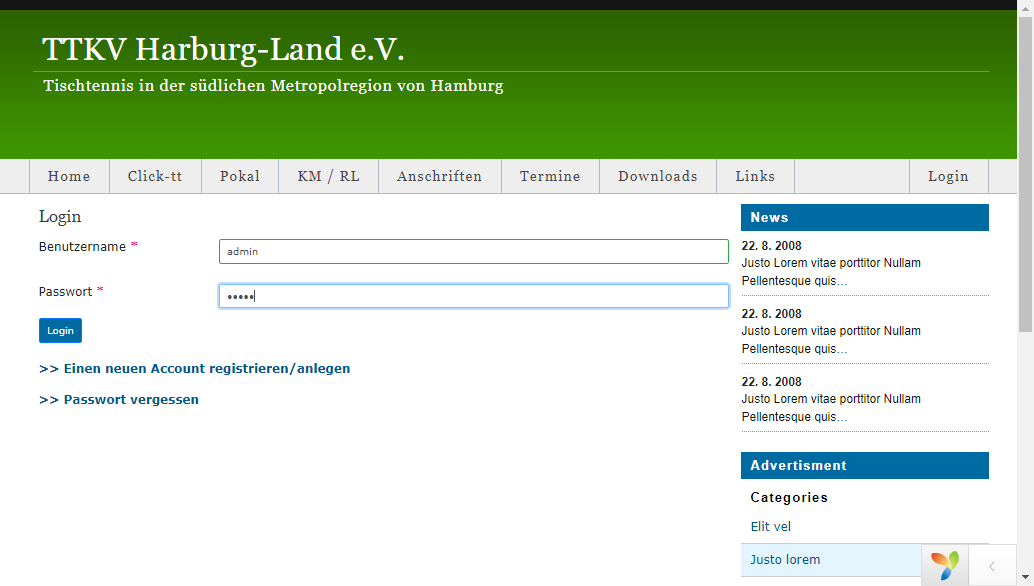 TTKV Harburg-Land e.V.
Tischtennis in der südlichen Metropolregion von Hamburg
Home Click-tt Pokal KM / RL Anschriften Termine Downloads Links Login
Login
Benutzername *
admin
Passwort *
•••••
Login
>> Einen neuen Account registrieren/anlegen
>> Passwort vergessen
News
22. 8. 2008
Justo Lorem vitae porttitor Nullam
Pellentesque quis...
22. 8. 2008
Justo Lorem vitae porttitor Nullam
Pellentesque quis...
22. 8. 2008
Justo Lorem vitae porttitor Nullam
Pellentesque quis...
Advertisment
Categories
Elit vel
Justo lorem